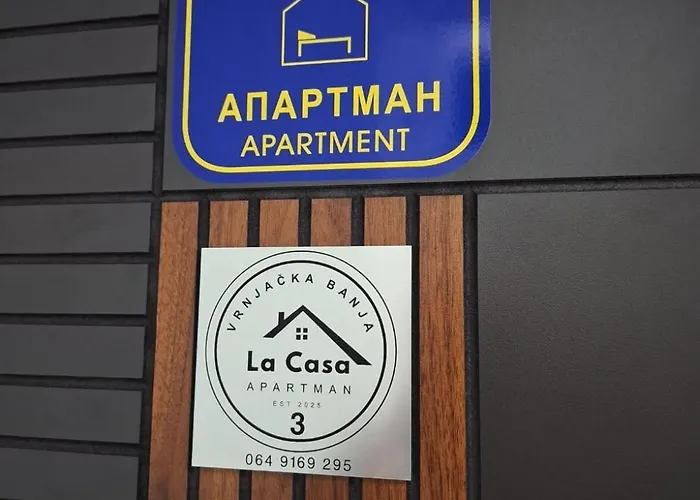 АПАРТМАН
APARTMENT
VRNJAČKA BANJA
La Casa
APARTMAN
EST 2025
3
064 9169 295